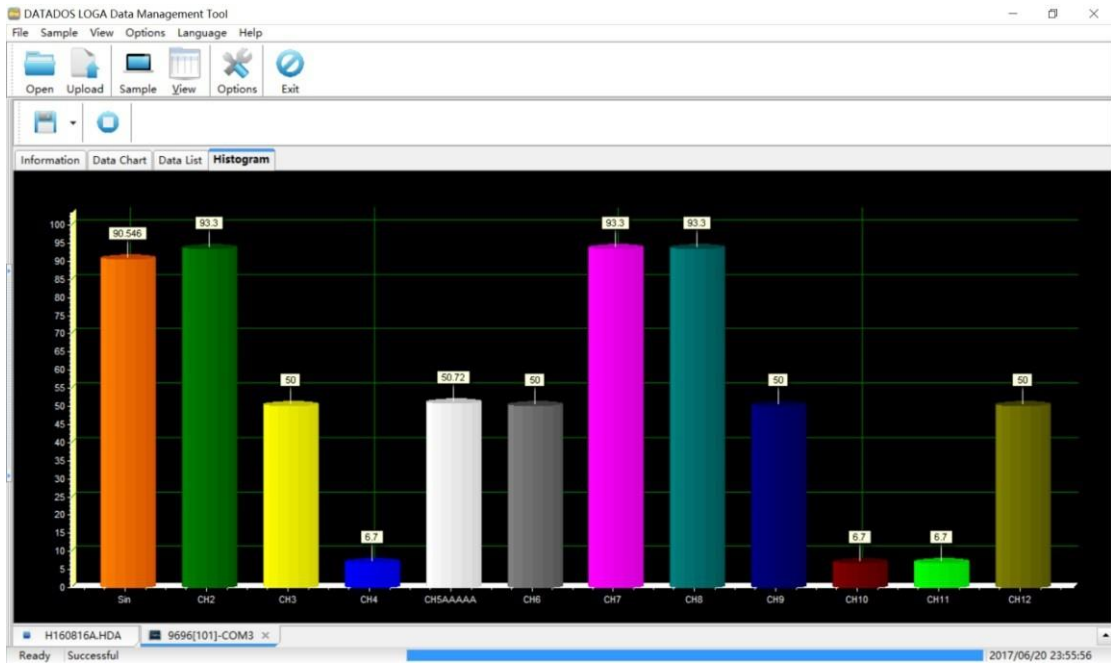 DATADOS LOGA Data Management Tool
File Sample View Options Language Help
Open Upload Sample View Options Exit
Information Data Chart Data List Histogram
90.546 93.3 50 6.7 50.72 50 93.3 93.3 50 6.7 6.7 50
100
95
90
85
80
75
70
65
60
55
50
45
40
35
30
25
20
15
10
5
0
Sin CH2 CH3 CH4 CH5AAAAA CH6 CH7 CH8 CH9 CH10 CH11 CH12
H160816A.HDA 9696[101]-COM3
Ready Successful 2017/06/20 23:55:56